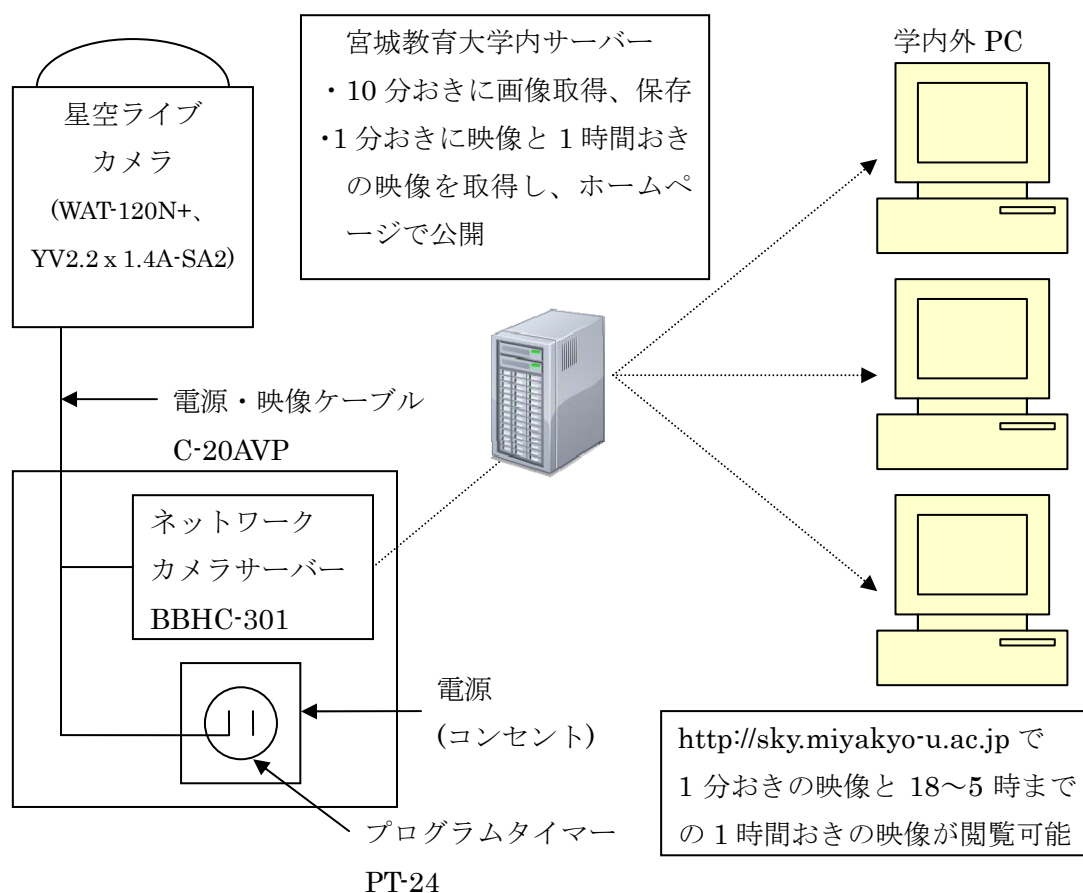 星空ライブ
カメラ
(WAT-120N+、
YV2.2 x 1.4A-SA2)
宮城教育大学内サーバー
・10 分おきに画像取得、保存
・1 分おきに映像と 1 時間おき
の映像を取得し、ホームペ
ージで公開
学内外 PC
電源・映像ケーブル
C-20AVP
ネットワーク
カメラサーバー
BBHC-301
電源
(コンセント)
プログラムタイマー
PT-24
http://sky.miyakyo-u.ac.jp で
1 分おきの映像と 18～5 時まで
の 1 時間おきの映像が閲覧可能